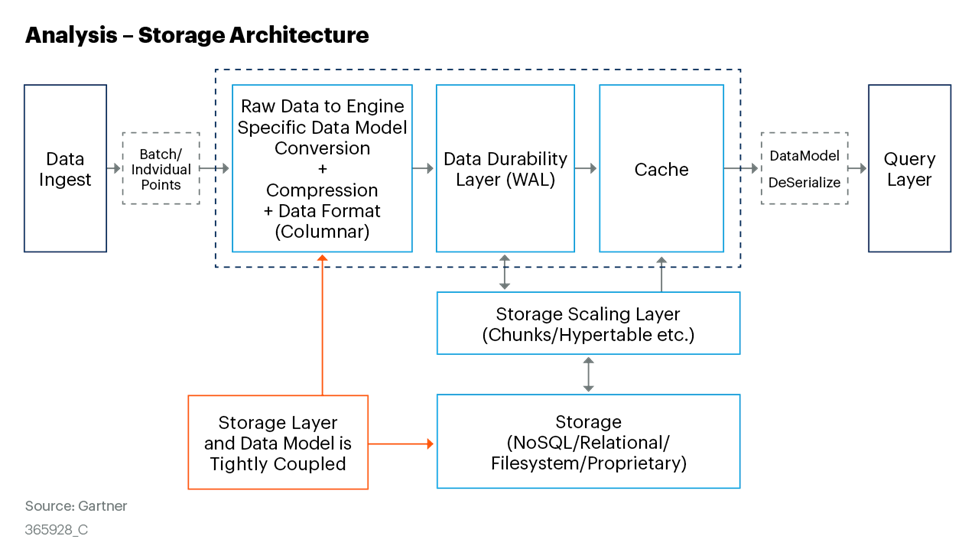 Analysis – Storage Architecture
Data
Ingest
Batch/
Indvidual
Points
Raw Data to Engine
Specific Data Model
Conversion
+
Compression
+ Data Format
(Columnar)
Data Durability
Layer (WAL)
Cache
DataModel
DeSerialize
Query
Layer
Storage Scaling Layer
(Chunks/Hypertable etc.)
Storage Layer
and Data Model is
Tightly Coupled
Storage
(NoSQL/Relational/
Filesystem/Proprietary)
Source: Gartner
365928_C